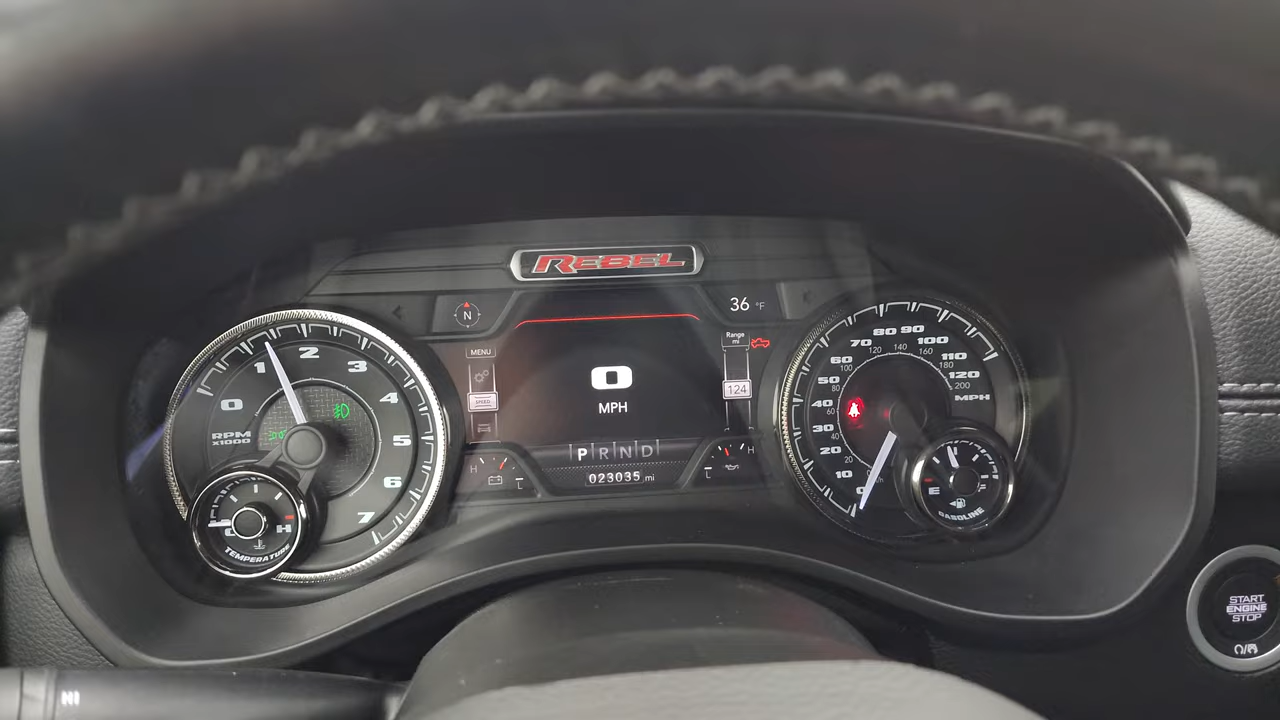 REBEL
N
36 °F
MENU
SPEED
Range
mi
124
0
MPH
P R N D
023035 mi
H L
L H
0 1 2 3 4 5 6 7
RPM
x1000
C H
TEMPERATURE
0 10 20 30 40 50 60 70 80 90 100 110 120
MPH
20 60 80 100 120 140 160 180 200
E
GASOLINE
START
ENGINE
STOP